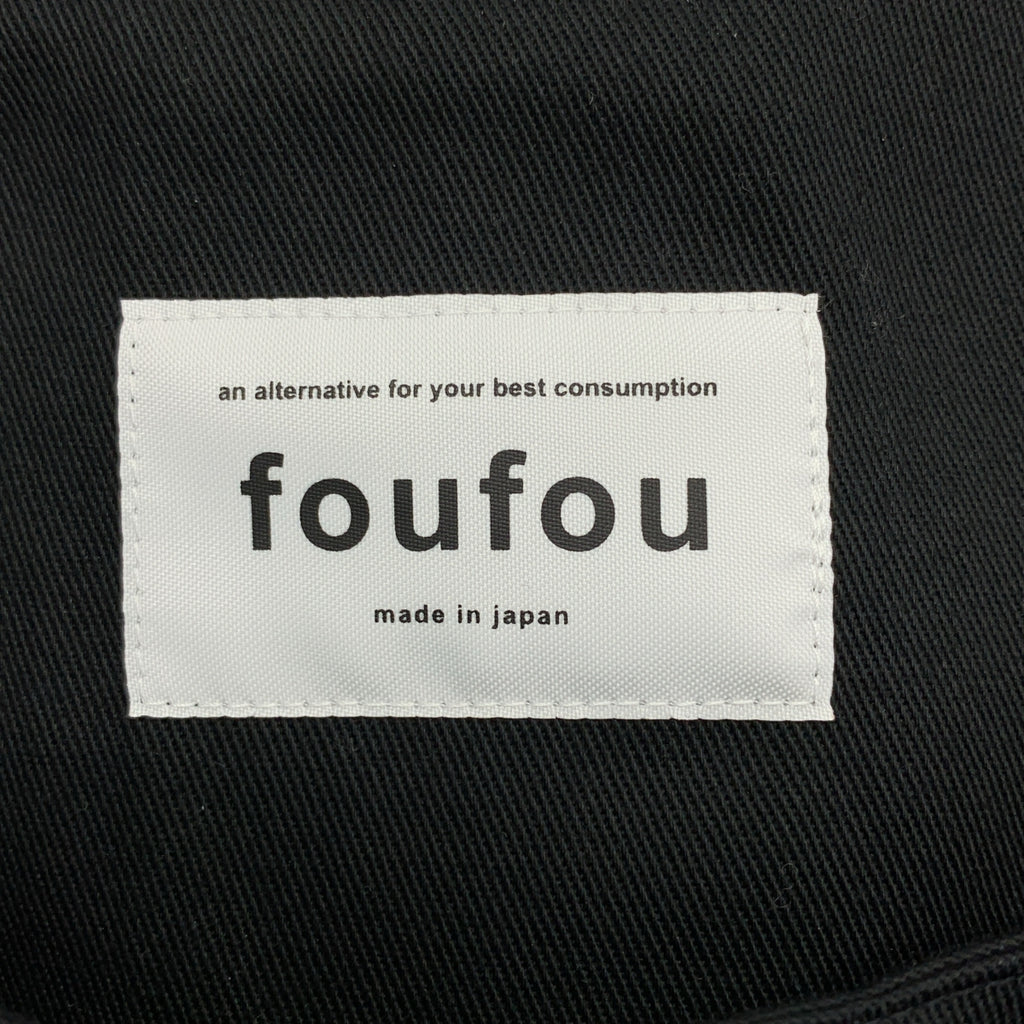 an alternative for your best consumption
foufou
made in japan